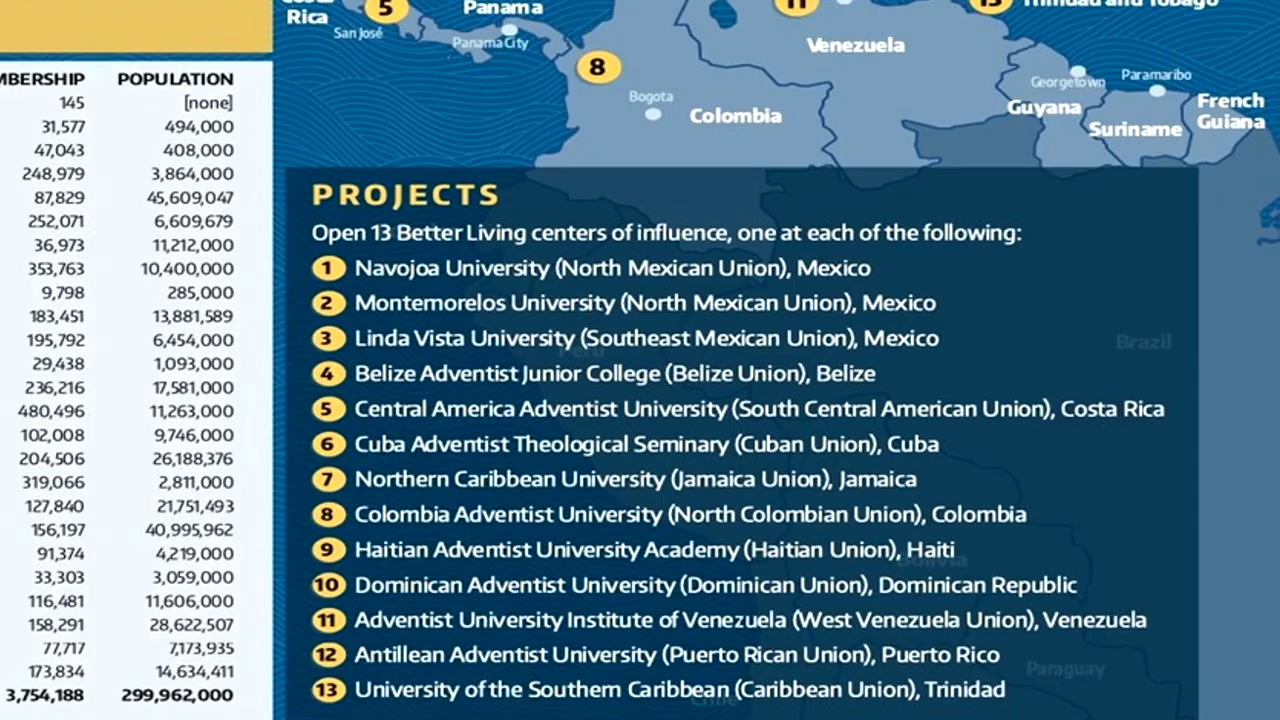 Rica
5
San José
Panama
Panama City
8
Bogota
Colombia
11
Venezuela
13
Trinidad and Tobago
Georgetown
Guyana
Paramaribo
Suriname
French
Guiana
MBERSHIP POPULATION
145 [none]
31,577 494,000
47,043 408,000
248,979 3,864,000
87,829 45,609,047
252,071 6,609,679
36,973 11,212,000
353,763 10,400,000
9,798 285,000
183,451 13,881,589
195,792 6,454,000
29,438 1,093,000
236,216 17,581,000
480,496 11,263,000
102,008 9,746,000
204,506 26,188,376
319,066 2,811,000
127,840 21,751,493
156,197 40,995,962
91,374 4,219,000
33,303 3,059,000
116,481 11,606,000
158,291 28,622,507
77,717 7,173,935
173,834 14,634,411
3,754,188 299,962,000
PROJECTS
Open 13 Better Living centers of influence, one at each of the following:
1 Navojoa University (North Mexican Union), Mexico
2 Montemorelos University (North Mexican Union), Mexico
3 Linda Vista University (Southeast Mexican Union), Mexico
4 Belize Adventist Junior College (Belize Union), Belize
5 Central America Adventist University (South Central American Union), Costa Rica
6 Cuba Adventist Theological Seminary (Cuban Union), Cuba
7 Northern Caribbean University (Jamaica Union), Jamaica
8 Colombia Adventist University (North Colombian Union), Colombia
9 Haitian Adventist University Academy (Haitian Union), Haiti
10 Dominican Adventist University (Dominican Union), Dominican Republic
11 Adventist University Institute of Venezuela (West Venezuela Union), Venezuela
12 Antillean Adventist University (Puerto Rican Union), Puerto Rico
13 University of the Southern Caribbean (Caribbean Union), Trinidad
Peru
Brazil
Bolivia
Paraguay
Chile